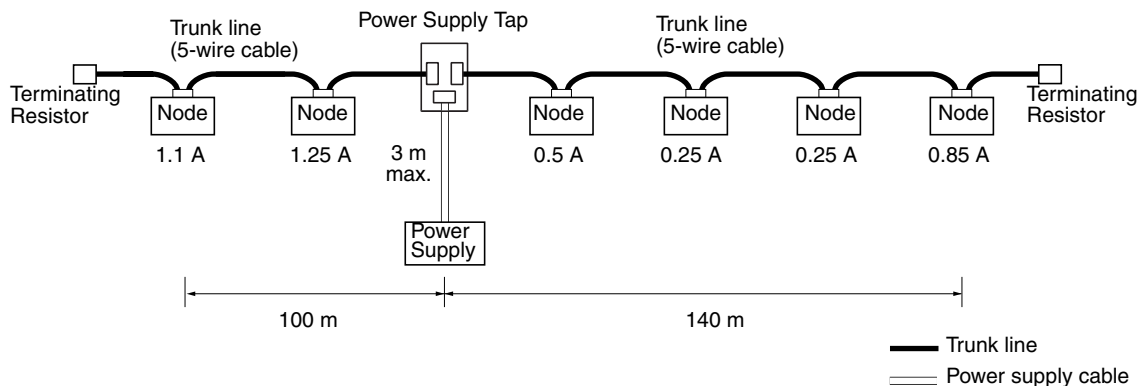 Power Supply Tap
Trunk line
(5-wire cable)
Trunk line
(5-wire cable)
Terminating
Resistor
Node
Node
Node
Node
Node
Node
Terminating
Resistor
1.1 A
1.25 A
3 m
max.
0.5 A
0.25 A
0.25 A
0.85 A
Power
Supply
100 m
140 m
Trunk line
Power supply cable